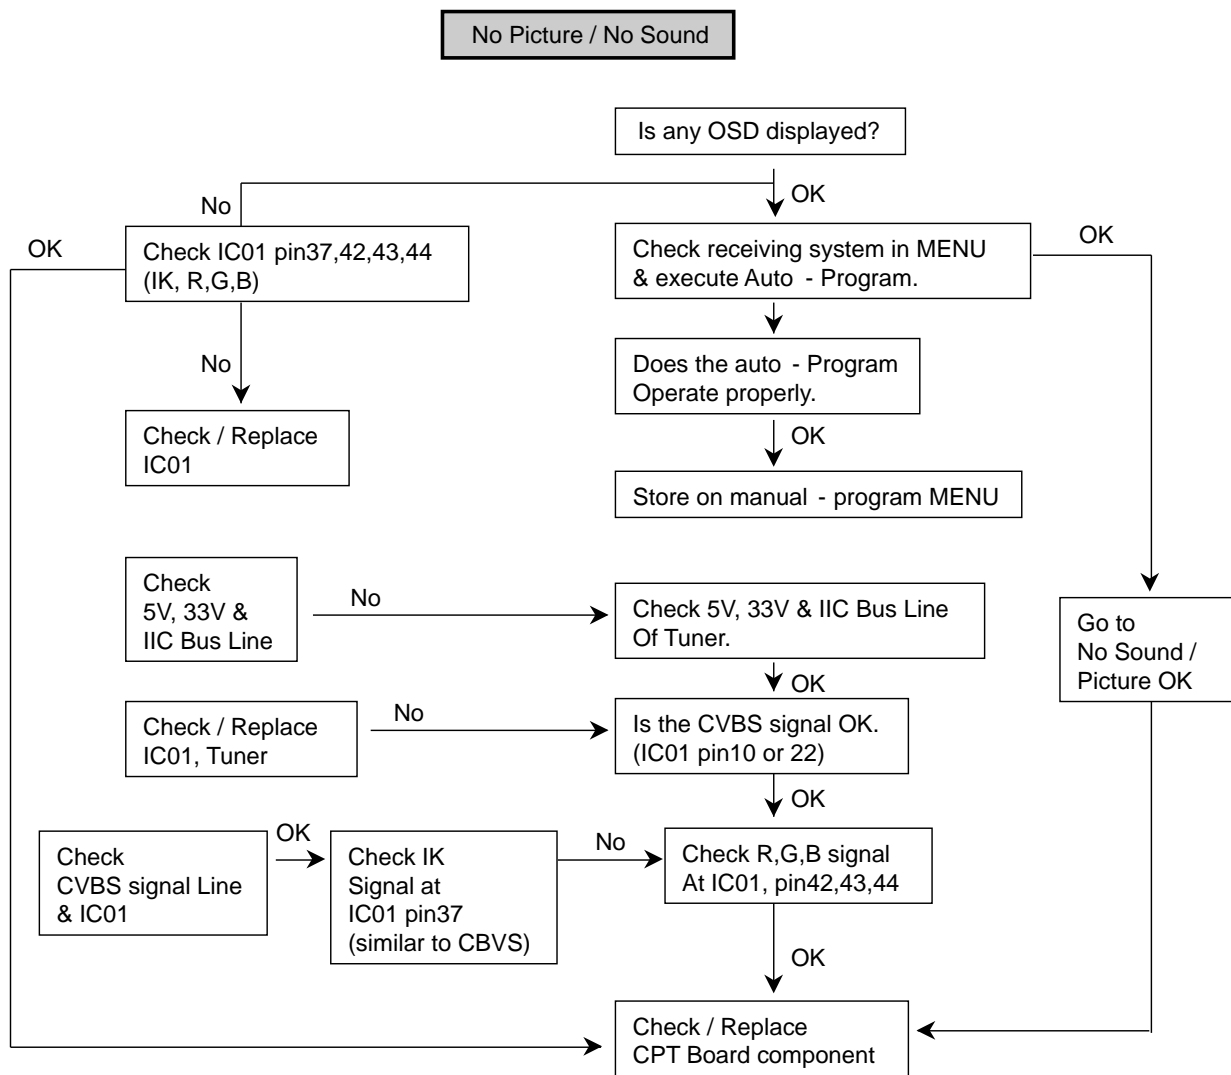 No Picture / No Sound
Is any OSD displayed?
No
OK
OK
Check IC01 pin37,42,43,44
(IK, R,G,B)
Check receiving system in MENU
& execute Auto - Program.
OK
No
Does the auto - Program
Operate properly.
Check / Replace
IC01
OK
Store on manual - program MENU
Check
5V, 33V &
IIC Bus Line
No
Check 5V, 33V & IIC Bus Line
Of Tuner.
Go to
No Sound /
Picture OK
OK
Check / Replace
IC01, Tuner
No
Is the CVBS signal OK.
(IC01 pin10 or 22)
OK
Check
CVBS signal Line
& IC01
OK
Check IK
Signal at
IC01 pin37
(similar to CBVS)
No
Check R,G,B signal
At IC01, pin42,43,44
OK
Check / Replace
CPT Board component